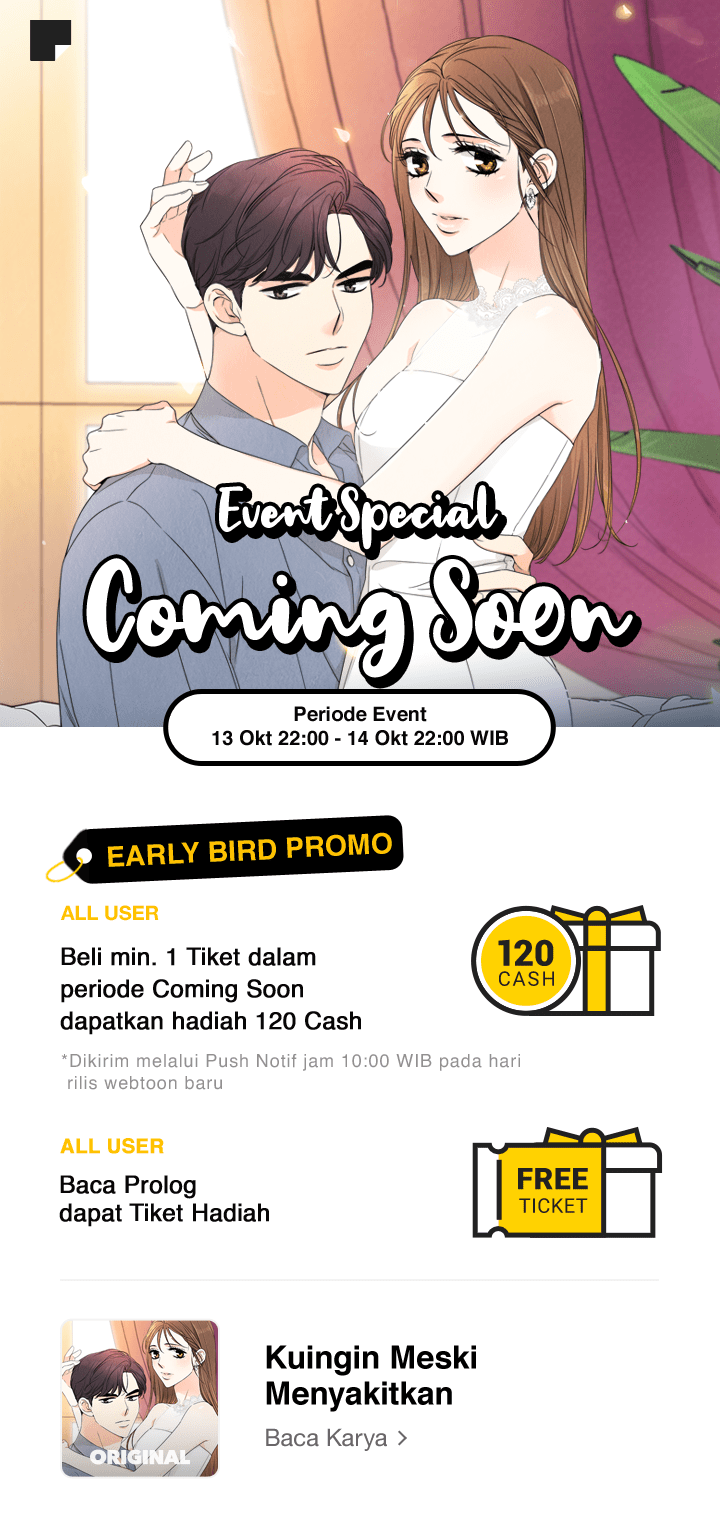 Event Special
Coming Soon
Periode Event
13 Okt 22:00 - 14 Okt 22:00 WIB
EARLY BIRD PROMO
ALL USER
Beli min. 1 Tiket dalam
periode Coming Soon
dapatkan hadiah 120 Cash
120
CASH
*Dikirim melalui Push Notif jam 10:00 WIB pada hari
rilis webtoon baru
ALL USER
Baca Prolog
dapat Tiket Hadiah
FREE
TICKET
ORIGINAL
Kuingin Meski
Menyakitkan
Baca Karya >